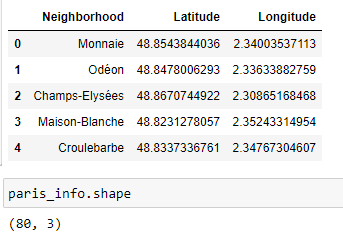 Neighborhood Latitude Longitude
0 Monnaie 48.8543844036 2.34003537113
1 Odéon 48.8478006293 2.33633882759
2 Champs-Elysées 48.8670744922 2.30865168468
3 Maison-Blanche 48.8231278057 2.35243314954
4 Croulebarbe 48.8337336761 2.34767304607
paris_info.shape
(80, 3)